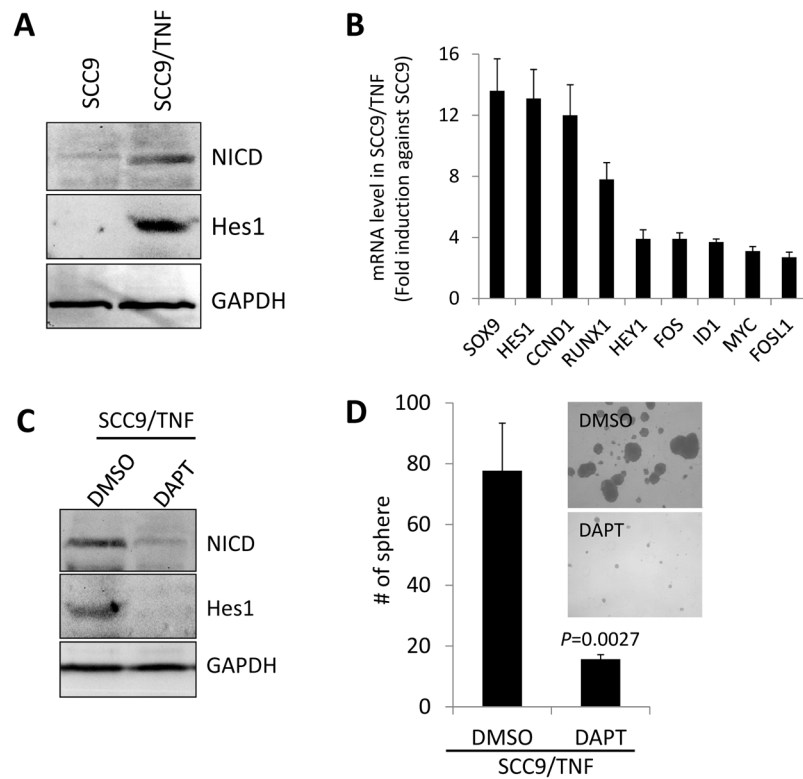 A
SCC9
SCC9/TNF
NICD
Hes1
GAPDH
B
mRNA level in SCC9/TNF
(Fold induction against SCC9)
16
12
8
4
0
SOX9
HES1
CCND1
RUNX1
HEY1
FOS
ID1
MYC
FOSL1
C
SCC9/TNF
DMSO
DAPT
NICD
Hes1
GAPDH
D
# of sphere
100
80
60
40
20
0
DMSO
DAPT
P=0.0027
DMSO
DAPT
SCC9/TNF